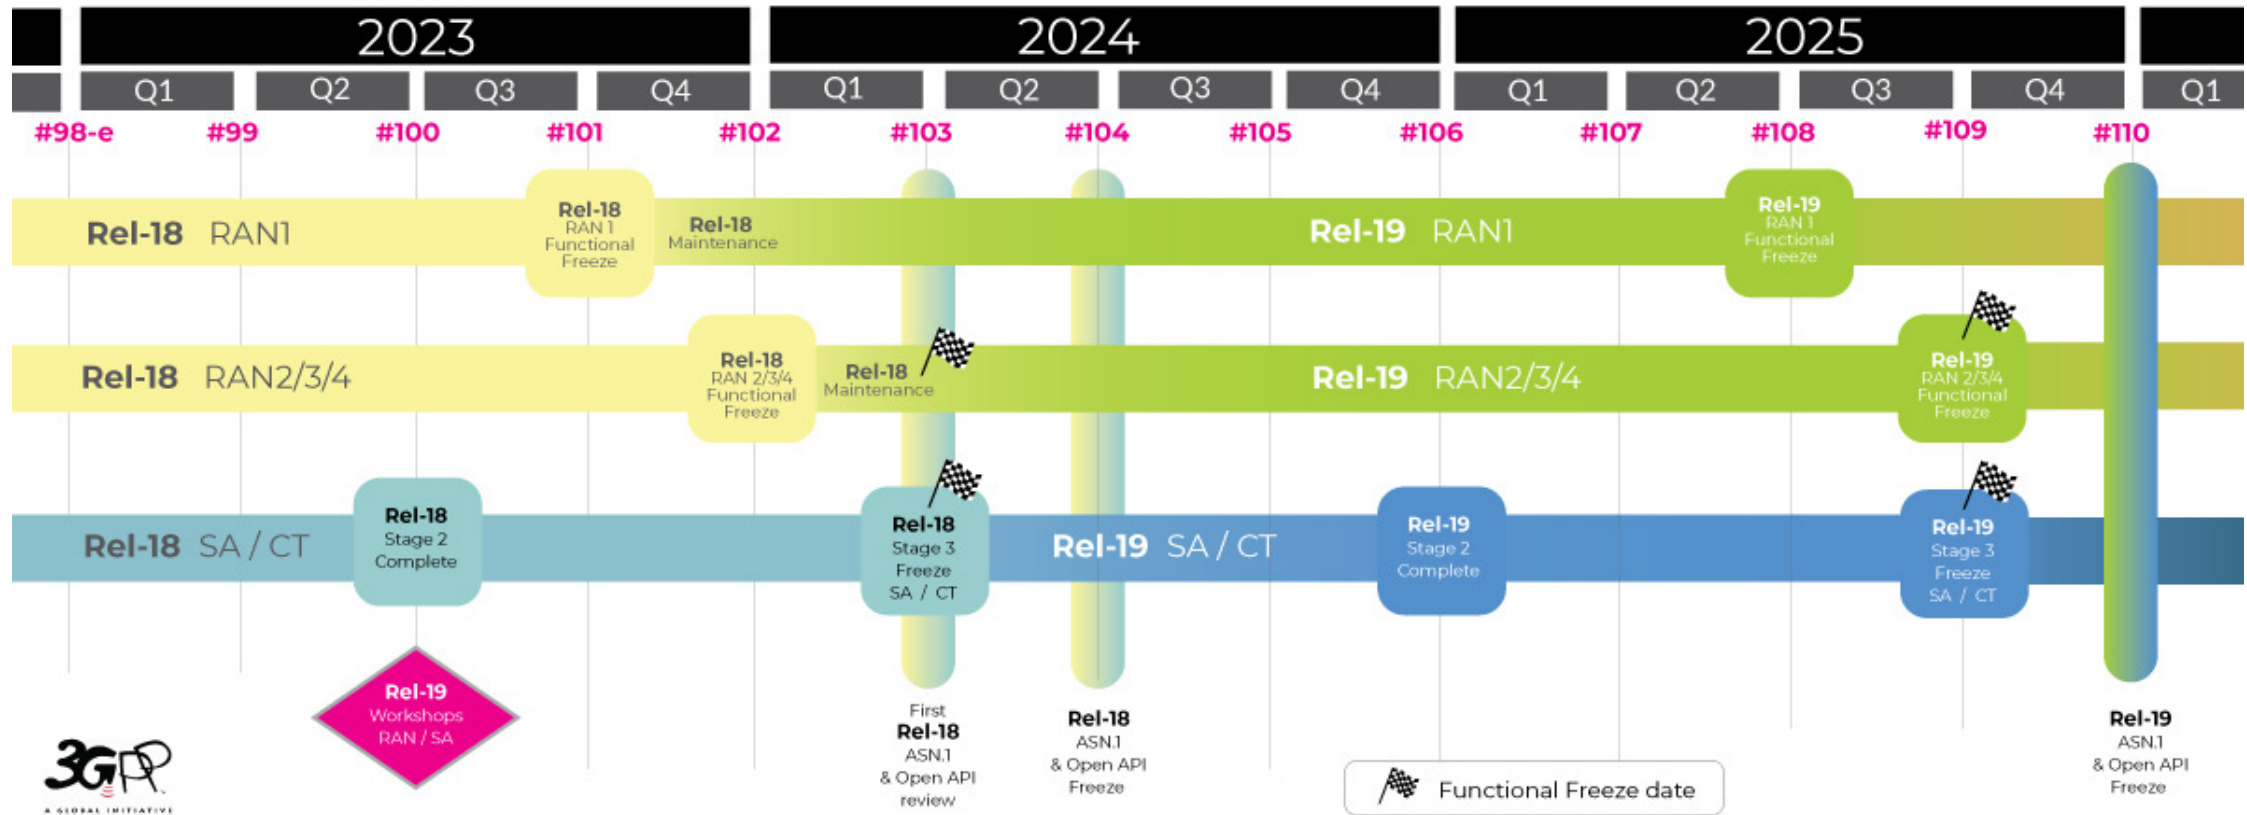 2023 2024 2025
Q1 Q2 Q3 Q4 Q1 Q2 Q3 Q4 Q1 Q2 Q3 Q4 Q1
#98-e #99 #100 #101 #102 #103 #104 #105 #106 #107 #108 #109 #110
Rel-18 RAN1
Rel-18
RAN 1
Functional
Freeze
Rel-18
Maintenance
Rel-19 RAN1
Rel-19
RAN 1
Functional
Freeze
Rel-18 RAN2/3/4
Rel-18
RAN 2/3/4
Functional
Freeze
Rel-18
Maintenance
Rel-19 RAN2/3/4
Rel-19
RAN 2/3/4
Functional
Freeze
Rel-18 SA / CT
Rel-18
Stage 2
Complete
Rel-18
Stage 3
Freeze
SA / CT
Rel-19 SA / CT
Rel-19
Stage 2
Complete
Rel-19
Stage 3
Freeze
SA / CT
Rel-19
Workshops
RAN / SA
First
Rel-18
ASN.1
& Open API
review
Rel-18
ASN.1
& Open API
Freeze
Rel-19
ASN.1
& Open API
Freeze
3GPP
A GLOBAL INITIATIVE
Functional Freeze date